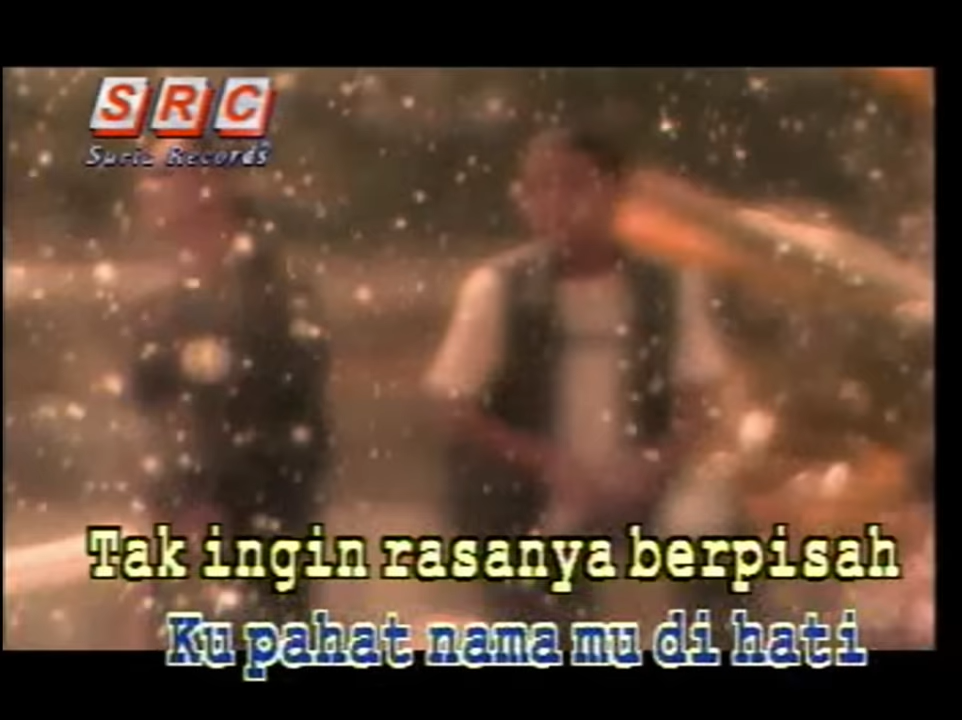 SRC
Suria Records
Tak ingin rasanya berpisah
Ku pahat nama mu di hati